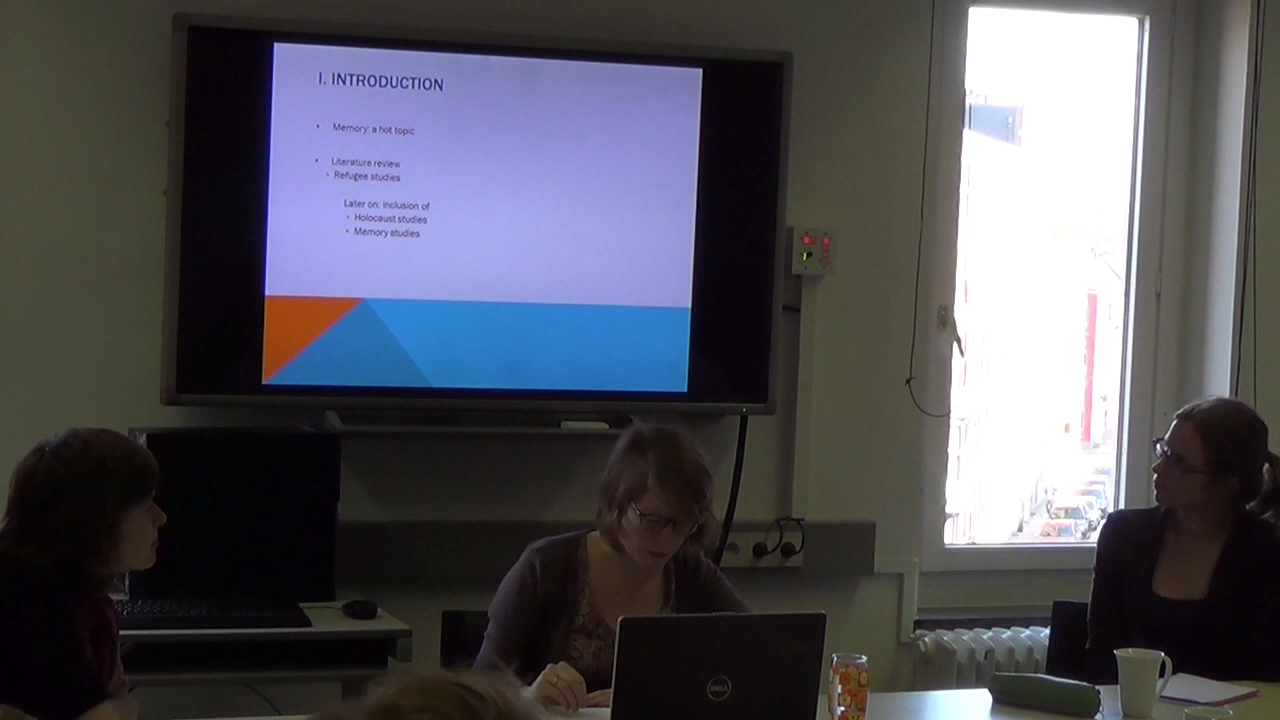 I. INTRODUCTION
• Memory: a hot topic
• Literature review
• Refugee studies
Later on: inclusion of
• Holocaust studies
• Memory studies
DELL